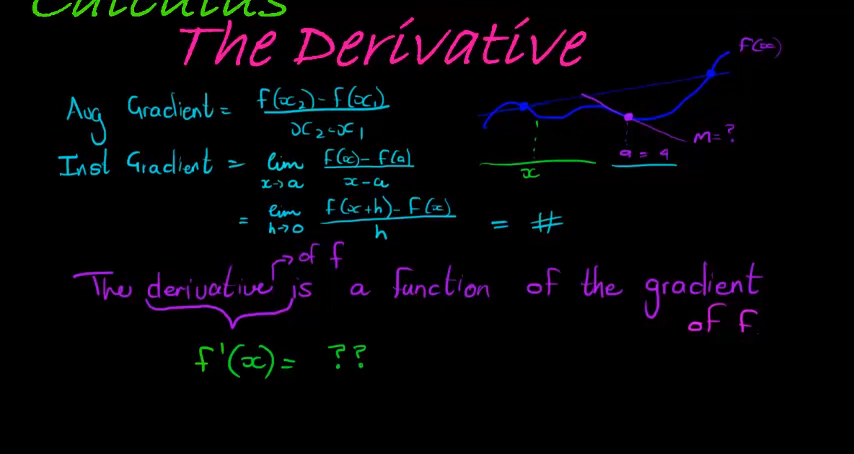 Calculus
The Derivative
F(x)
Avg Gradient = f(x₂) - f(x₁) / x₂ - x₁
m = ?
a = 4
x
Inst Gradient = lim x→a f(x) - f(a) / x - a
= lim h→0 f(x+h) - f(x) / h = #
→ of f
The derivative is a function of the gradient
of f
f'(x) = ??